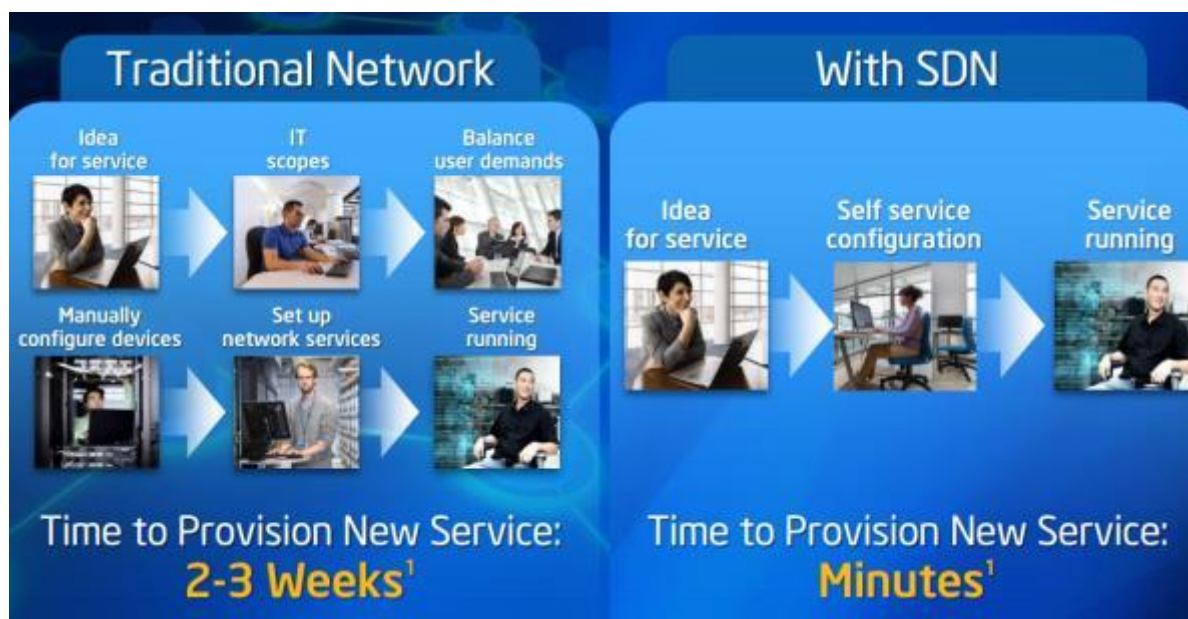 Traditional Network
Idea
for service
IT
scopes
Balance
user demands
Manually
configure devices
Set up
network services
Service
running
Time to Provision New Service:
2-3 Weeks¹
With SDN
Idea
for service
Self service
configuration
Service
running
Time to Provision New Service:
Minutes¹